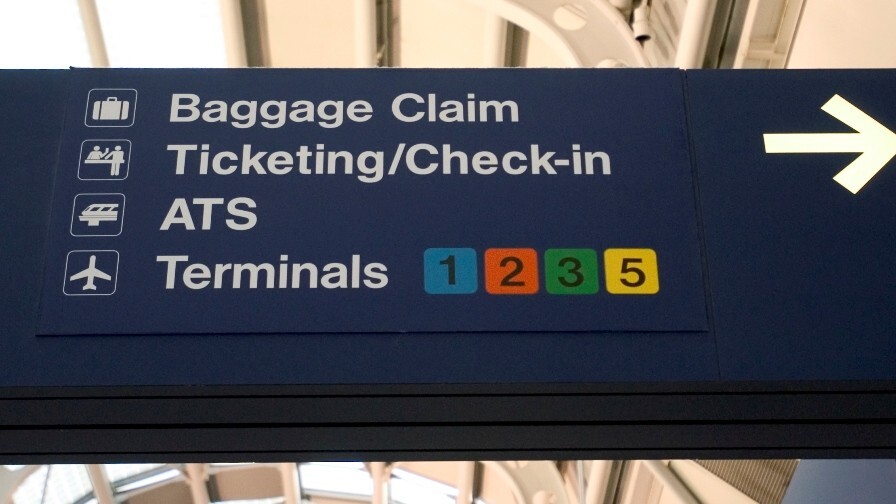 Baggage Claim
Ticketing/Check-in
ATS
Terminals 1 2 3 5